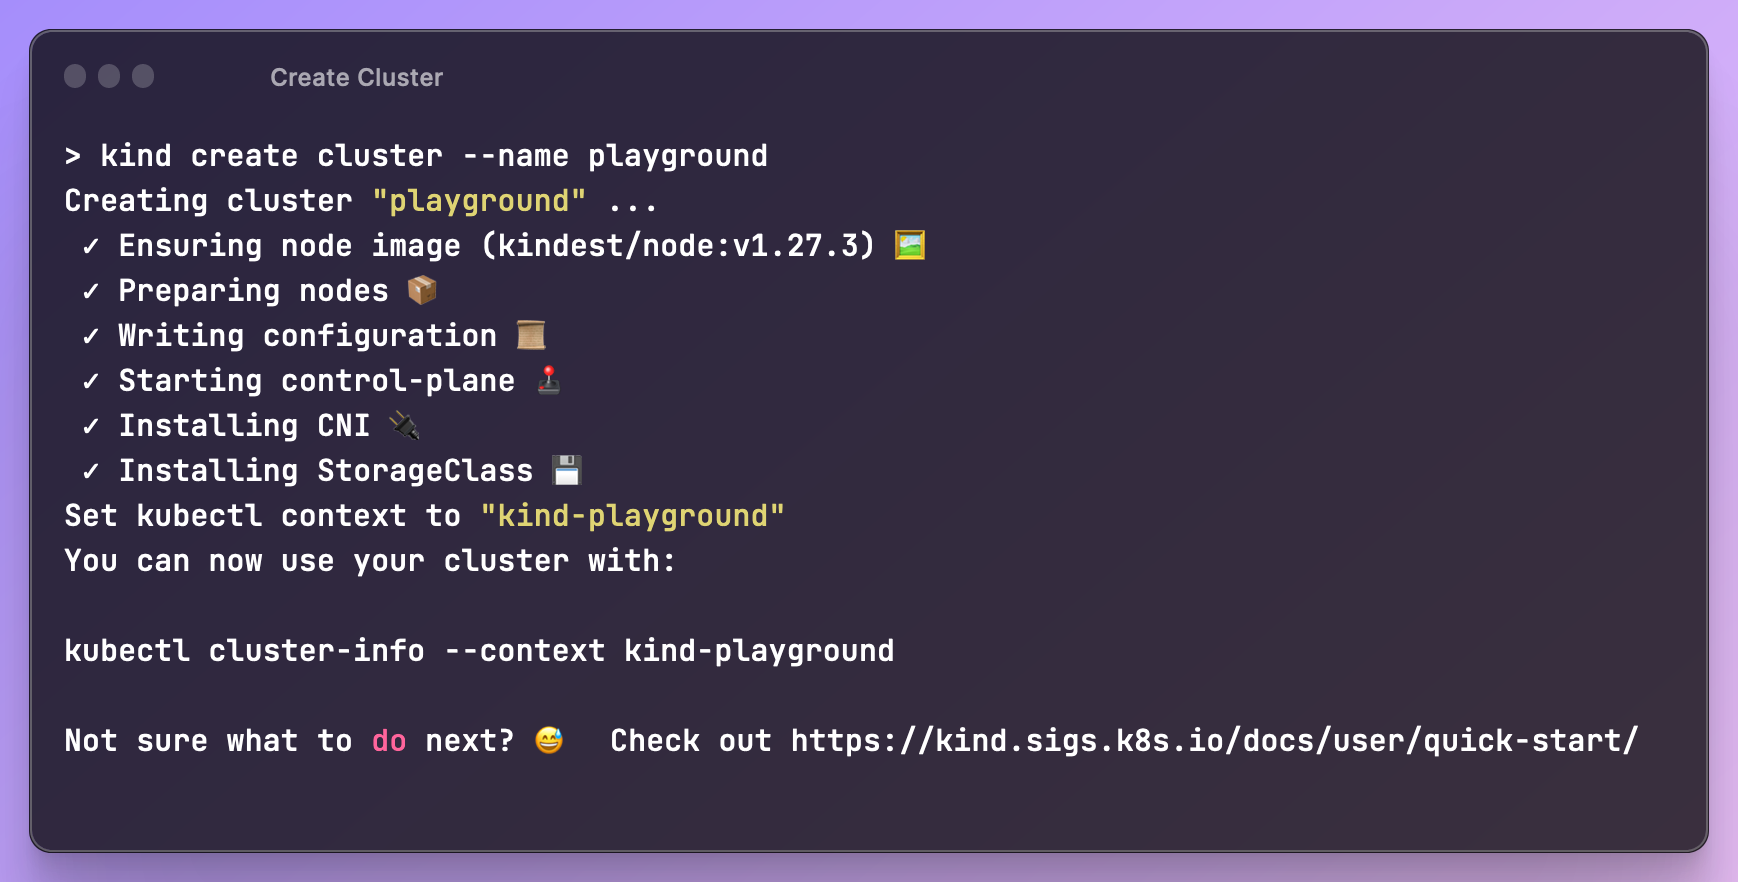 Create Cluster
> kind create cluster --name playground
Creating cluster "playground" ...
✓ Ensuring node image (kindest/node:v1.27.3) 🖼️
✓ Preparing nodes 📦
✓ Writing configuration 📜
✓ Starting control-plane 🕹️
✓ Installing CNI 🔌
✓ Installing StorageClass 💾
Set kubectl context to "kind-playground"
You can now use your cluster with:
kubectl cluster-info --context kind-playground
Not sure what to do next? 😅 Check out https://kind.sigs.k8s.io/docs/user/quick-start/